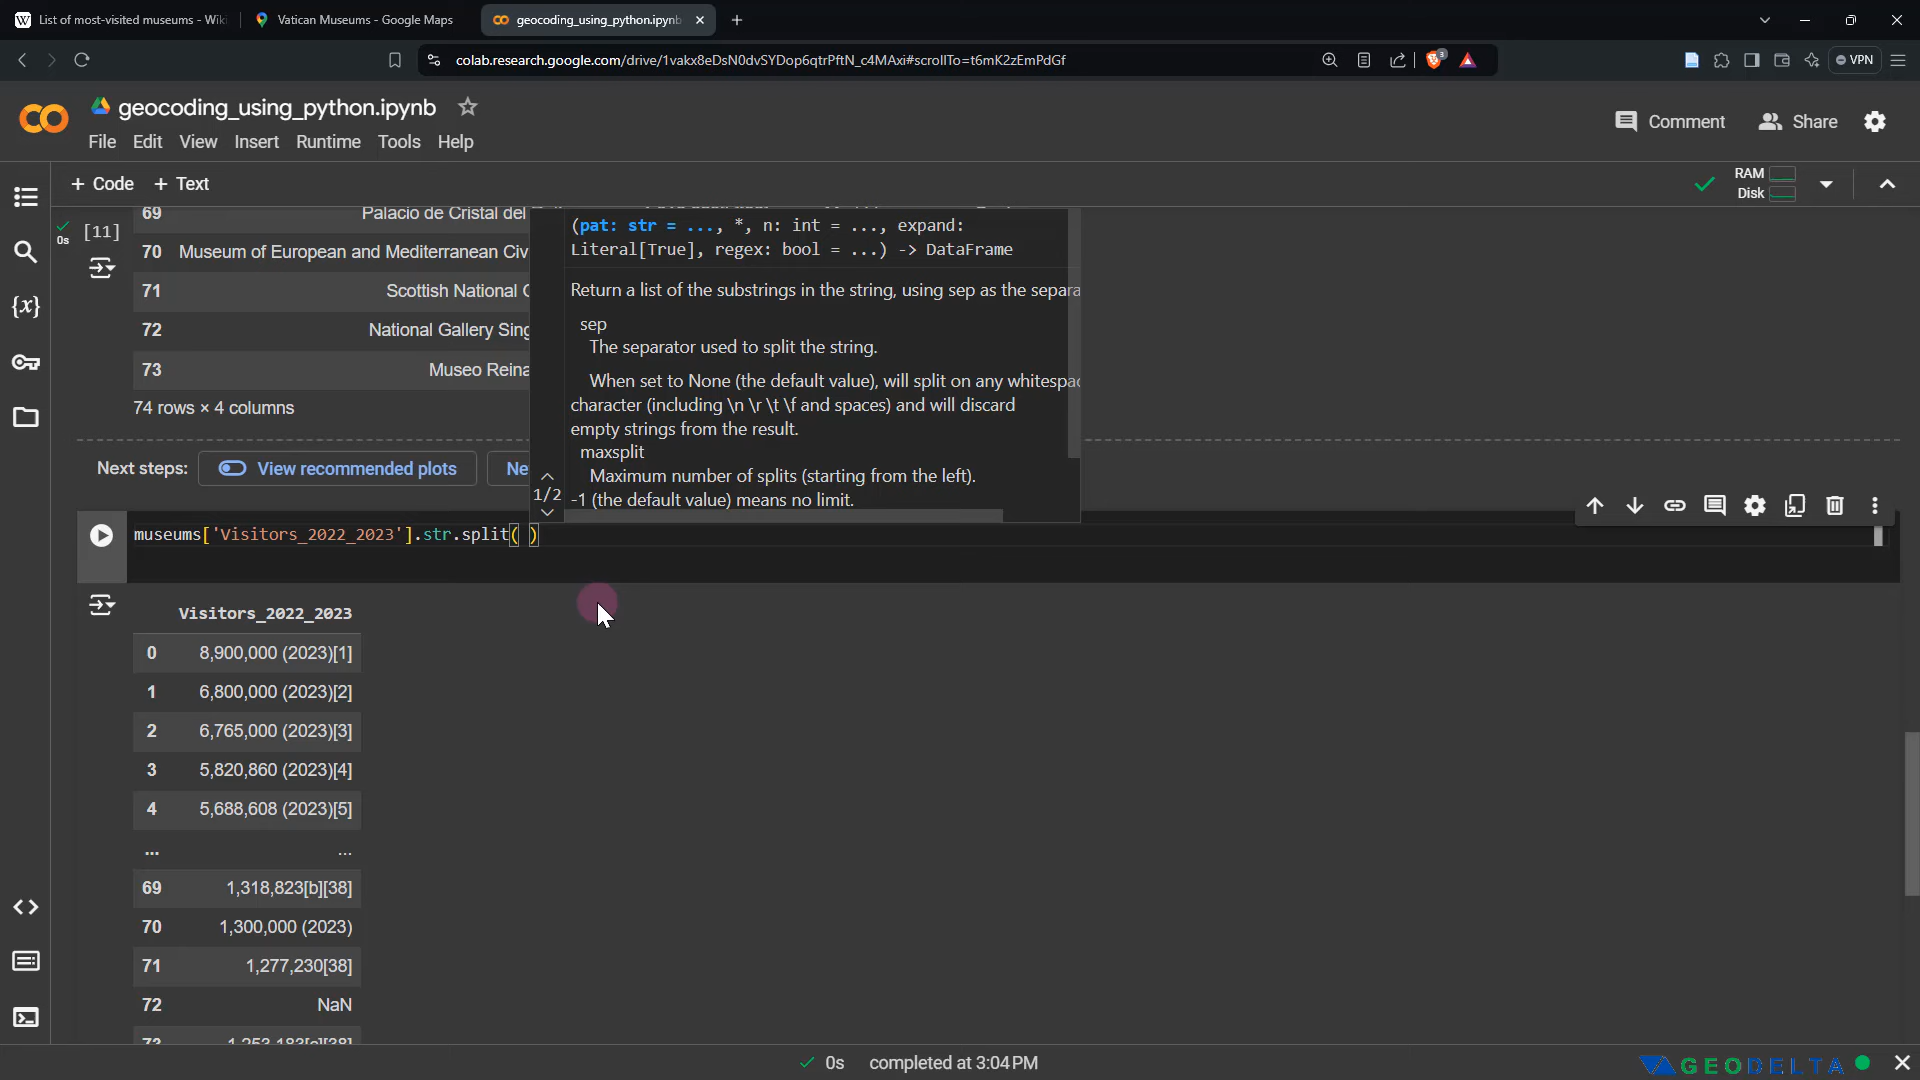 List of most-visited museums - Wiki
Vatican Museums - Google Maps
geocoding_using_python.ipynb
colab.research.google.com/drive/1vakx8eDsN0dvSYDop6qtrPftN_c4MAxi#scrollTo=t6mK2zEmPdGf
3
VPN
geocoding_using_python.ipynb
Comment
Share
File Edit View Insert Runtime Tools Help
+ Code + Text
RAM
Disk
0s
[11]
69 Palacio de Cristal del
70 Museum of European and Mediterranean Civ
71 Scottish National
72 National Gallery Sing
73 Museo Reina
74 rows × 4 columns
(pat: str = ..., *, n: int = ..., expand:
Literal[True], regex: bool = ...) -> DataFrame
Return a list of the substrings in the string, using sep as the separa
sep
The separator used to split the string.
When set to None (the default value), will split on any whitespac
character (including \n \r \t \f and spaces) and will discard
empty strings from the result.
maxsplit
Maximum number of splits (starting from the left).
-1 (the default value) means no limit.
1/2
Next steps: View recommended plots Ne
museums['Visitors_2022_2023'].str.split( )
Visitors_2022_2023
0 8,900,000 (2023)[1]
1 6,800,000 (2023)[2]
2 6,765,000 (2023)[3]
3 5,820,860 (2023)[4]
4 5,688,608 (2023)[5]
... ...
69 1,318,823[b][38]
70 1,300,000 (2023)
71 1,277,230[38]
72 NaN
73 1,253,183[c][38]
0s completed at 3:04 PM
GEODELTA